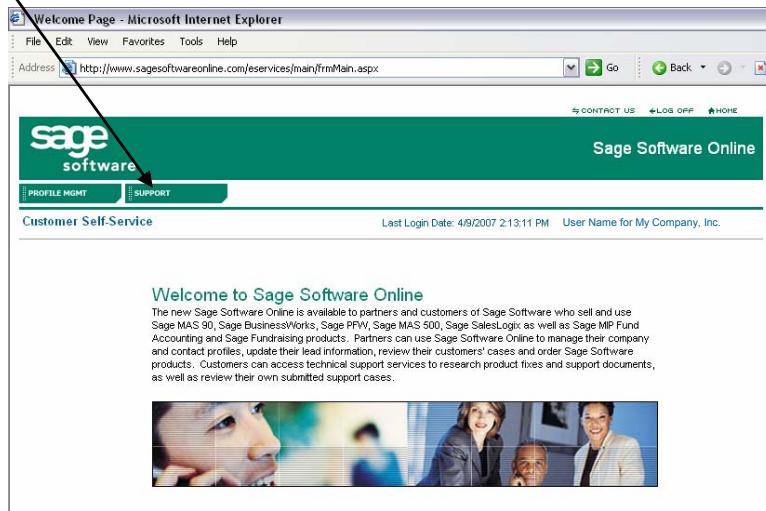 Welcome Page - Microsoft Internet Explorer
File Edit View Favorites Tools Help
Address http://www.sagesoftwareonline.com/eservices/main/frmMain.aspx Go Back
CONTACT US LOG OFF HOME
sage
software
Sage Software Online
PROFILE MGMT SUPPORT
Customer Self-Service Last Login Date: 4/9/2007 2:13:11 PM User Name for My Company, Inc.
Welcome to Sage Software Online
The new Sage Software Online is available to partners and customers of Sage Software who sell and use
Sage MAS 90, Sage BusinessWorks, Sage PFW, Sage MAS 500, Sage SalesLogix as well as Sage MIP Fund
Accounting and Sage Fundraising products. Partners can use Sage Software Online to manage their company
and contact profiles, update their lead information, review their customers' cases and order Sage Software
products. Customers can access technical support services to research product fixes and support documents,
as well as review their own submitted support cases.